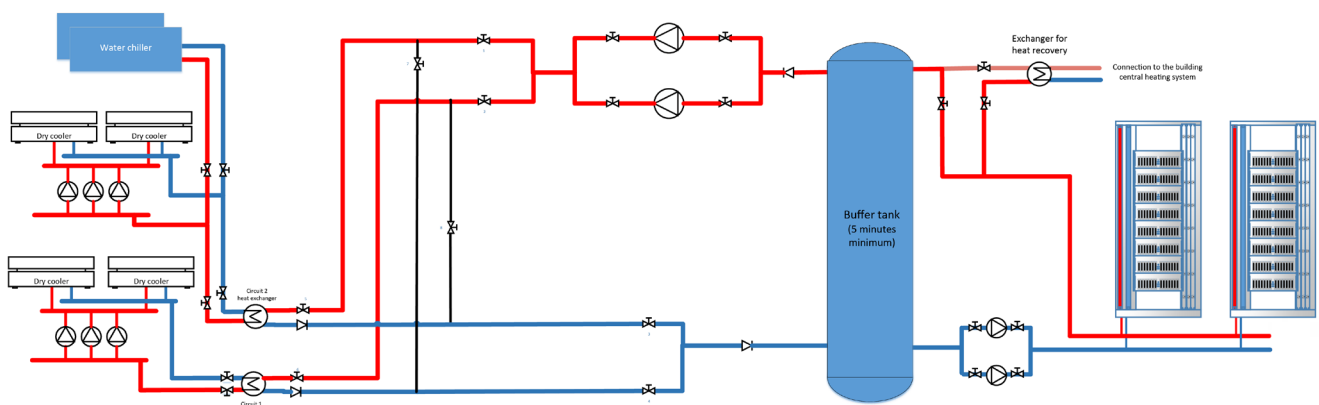 Water chiller
Dry cooler
Dry cooler
Dry cooler
Dry cooler
Circuit 2
heat exchanger
Circuit 1
Buffer tank
(5 minutes
minimum)
Exchanger for
heat recovery
Connection to the building
central heating system